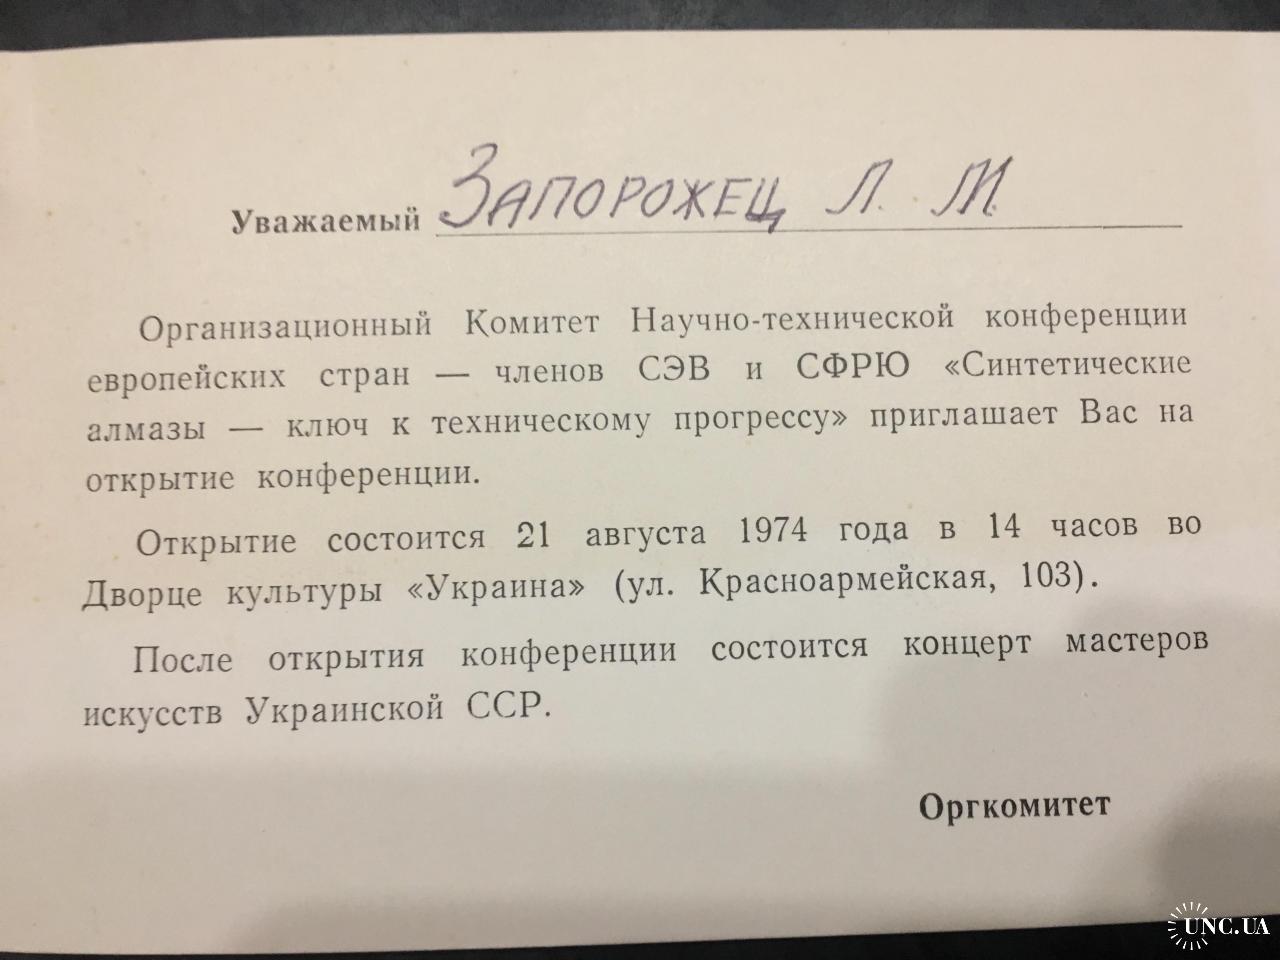 Уважаемый ЗАПОРОЖЕЦ Л. М.
Организационный Комитет Научно-технической конференции
европейских стран — членов СЭВ и СФРЮ «Синтетические
алмазы — ключ к техническому прогрессу» приглашает Вас на
открытие конференции.
Открытие состоится 21 августа 1974 года в 14 часов во
Дворце культуры «Украина» (ул. Красноармейская, 103).
После открытия конференции состоится концерт мастеров
искусств Украинской ССР.
Оргкомитет
UNC.UA